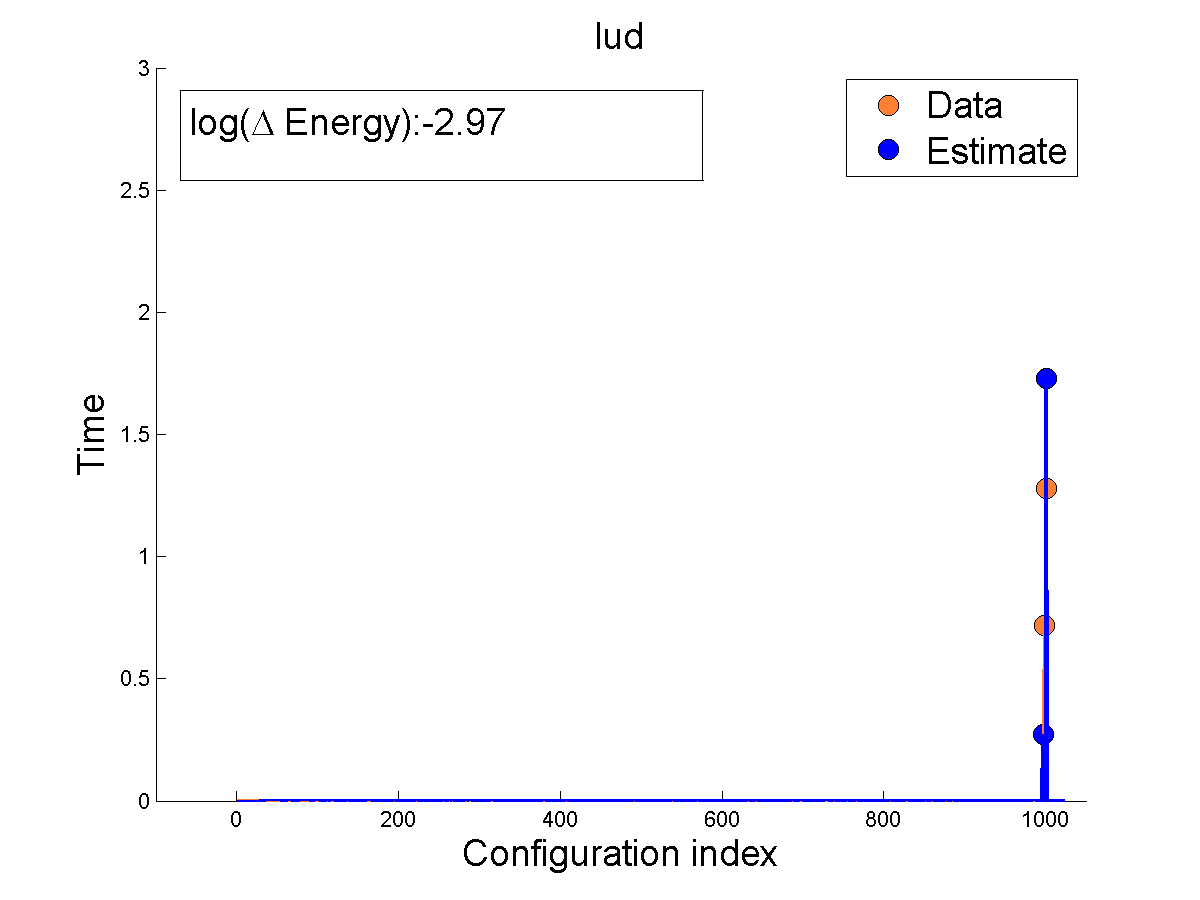 lud
log(∆ Energy):-2.97
Data
Estimate
3
2.5
2
1.5
1
0.5
0
Time
0 200 400 600 800 1000
Configuration index